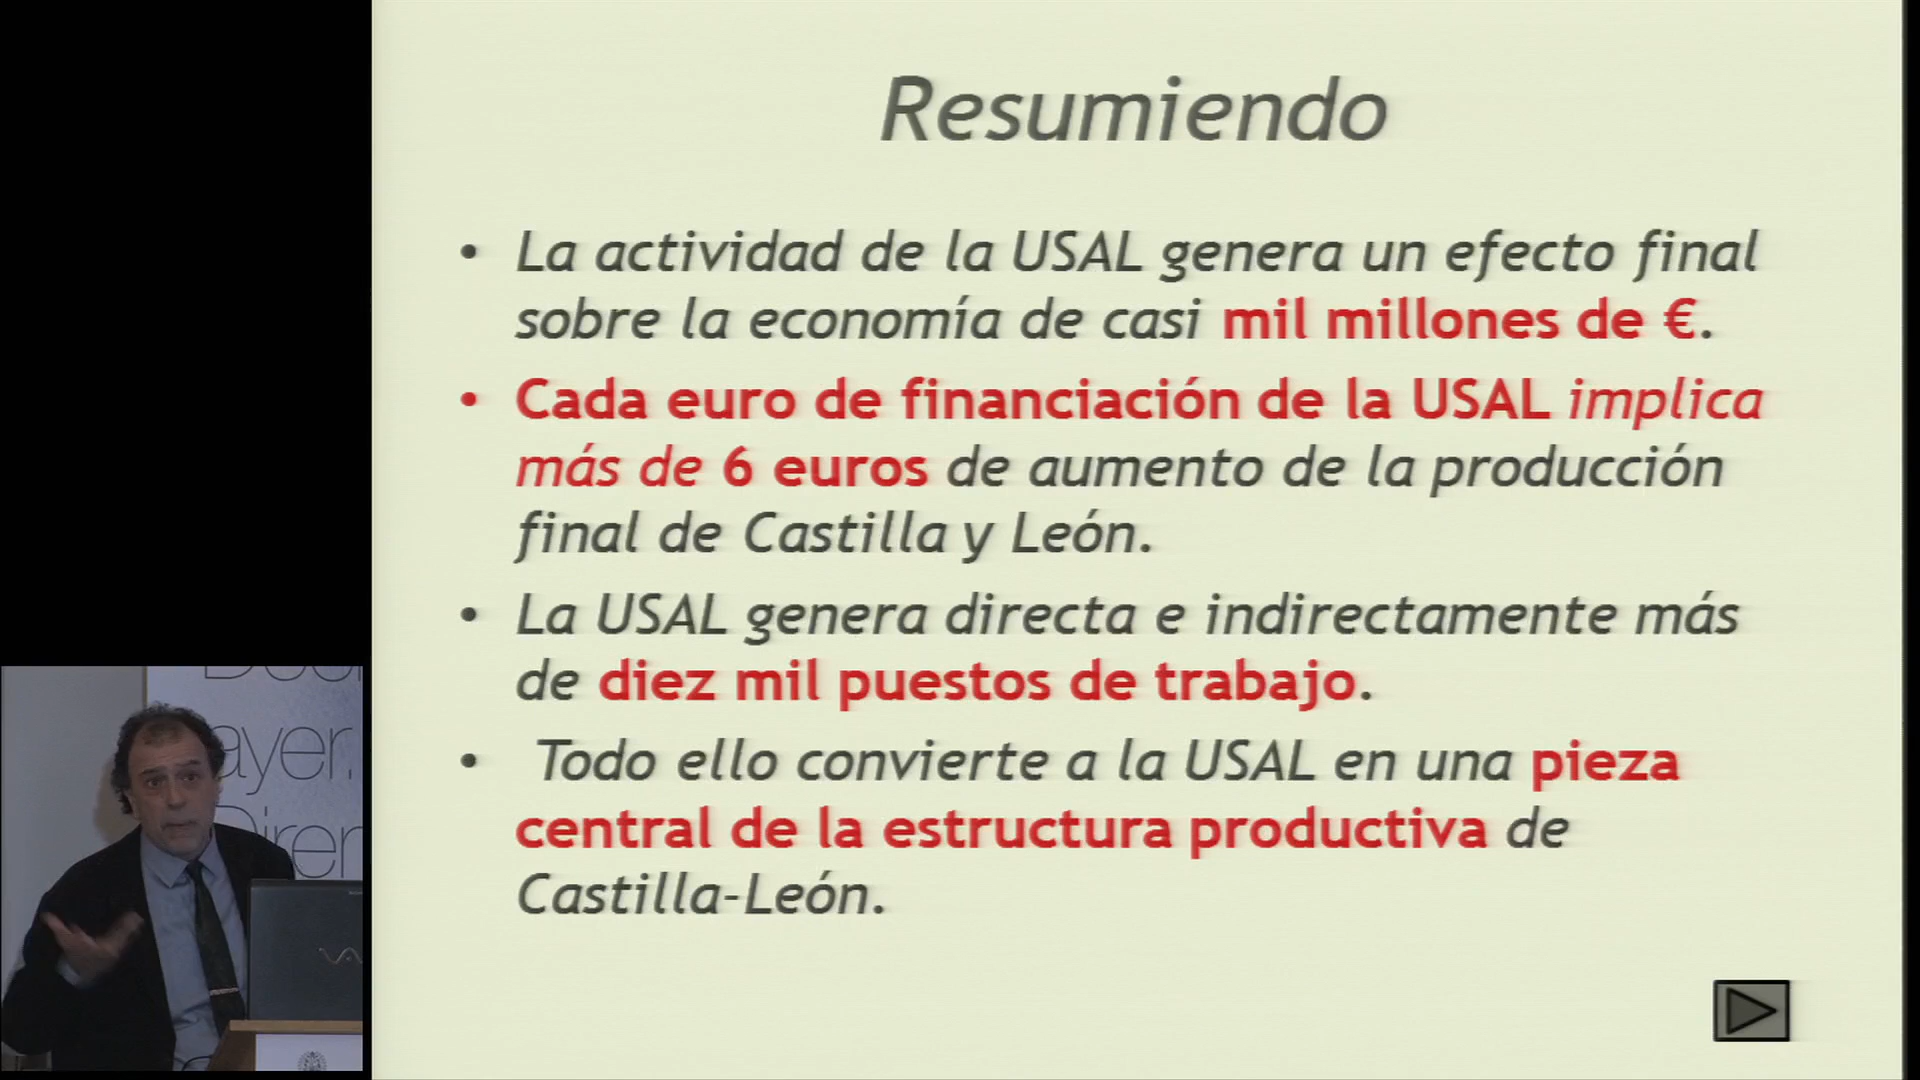 Resumiendo
• La actividad de la USAL genera un efecto final
sobre la economía de casi mil millones de €.
• Cada euro de financiación de la USAL implica
más de 6 euros de aumento de la producción
final de Castilla y León.
• La USAL genera directa e indirectamente más
de diez mil puestos de trabajo.
• Todo ello convierte a la USAL en una pieza
central de la estructura productiva de
Castilla-León.
ayer.